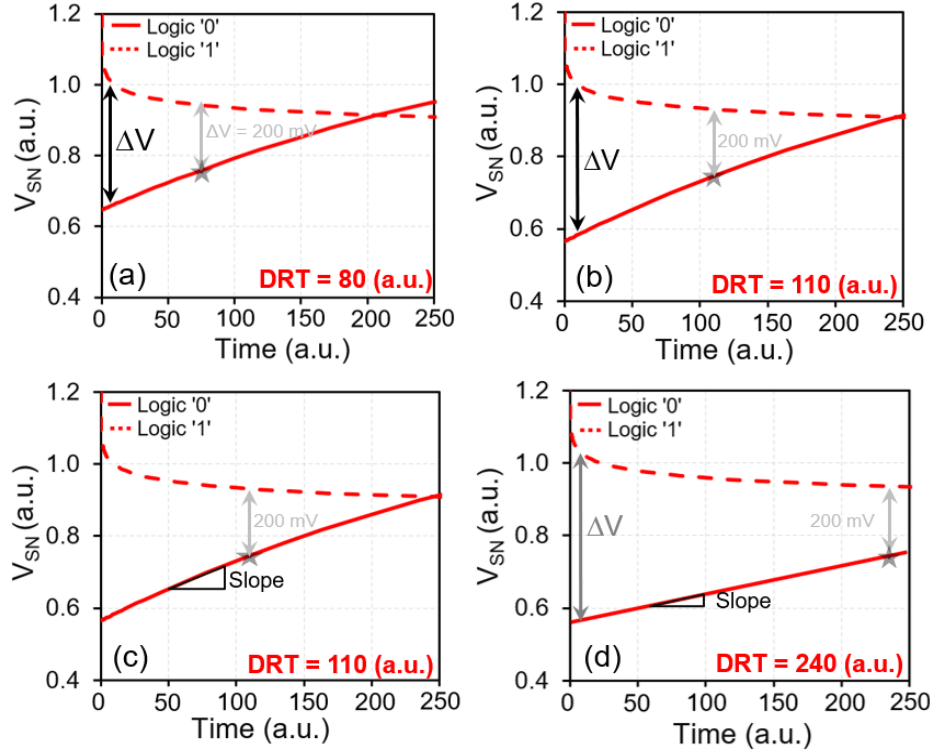 1.2
1.0
0.8
0.6
0.4
V_SN (a.u.)
Logic '0'
Logic '1'
ΔV
ΔV = 200 mV
(a)
DRT = 80 (a.u.)
0 50 100 150 200 250
Time (a.u.)
1.2
1.0
0.8
0.6
0.4
V_SN (a.u.)
Logic '0'
Logic '1'
ΔV
200 mV
(b)
DRT = 110 (a.u.)
0 50 100 150 200 250
Time (a.u.)
1.2
1.0
0.8
0.6
0.4
V_SN (a.u.)
Logic '0'
Logic '1'
200 mV
Slope
(c)
DRT = 110 (a.u.)
0 50 100 150 200 250
Time (a.u.)
1.2
1.0
0.8
0.6
0.4
V_SN (a.u.)
Logic '0'
Logic '1'
ΔV
200 mV
Slope
(d)
DRT = 240 (a.u.)
0 50 100 150 200 250
Time (a.u.)